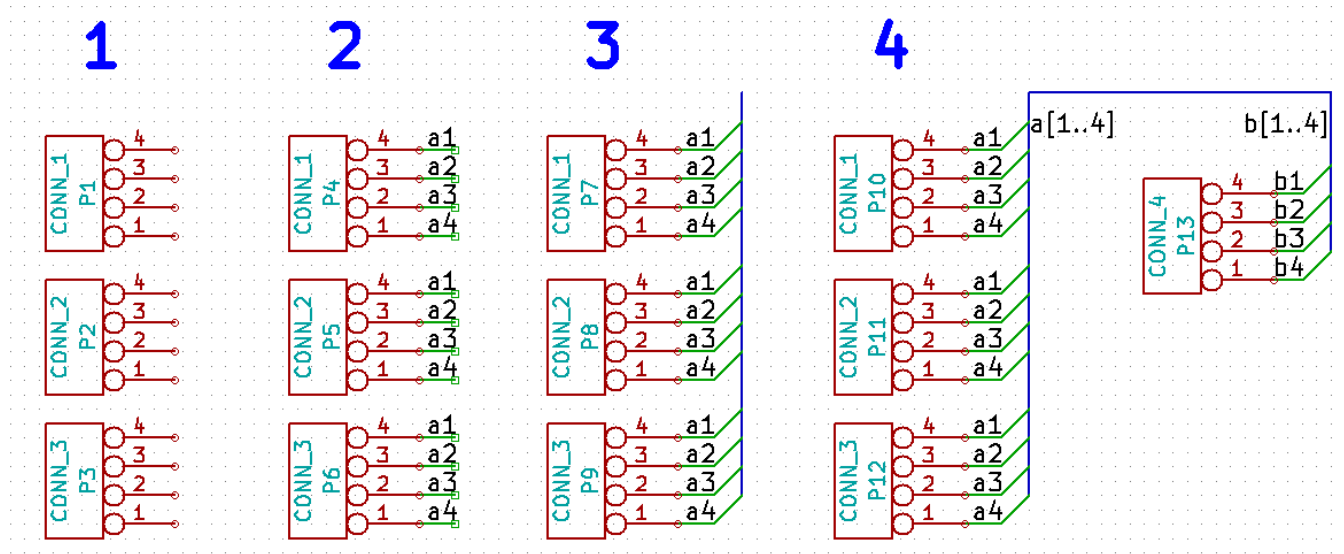 1 2 3 4
a[1..4] b[1..4]
CONN_1 P1 4 3 2 1
CONN_1 P4 4 a1 3 a2 2 a3 1 a4
CONN_1 P7 4 a1 3 a2 2 a3 1 a4
CONN_1 P10 4 a1 3 a2 2 a3 1 a4
CONN_4 P13 4 b1 3 b2 2 b3 1 b4
CONN_2 P2 4 3 2 1
CONN_2 P5 4 a1 3 a2 2 a3 1 a4
CONN_2 P8 4 a1 3 a2 2 a3 1 a4
CONN_2 P11 4 a1 3 a2 2 a3 1 a4
CONN_3 P3 4 3 2 1
CONN_3 P6 4 a1 3 a2 2 a3 1 a4
CONN_3 P9 4 a1 3 a2 2 a3 1 a4
CONN_3 P12 4 a1 3 a2 2 a3 1 a4